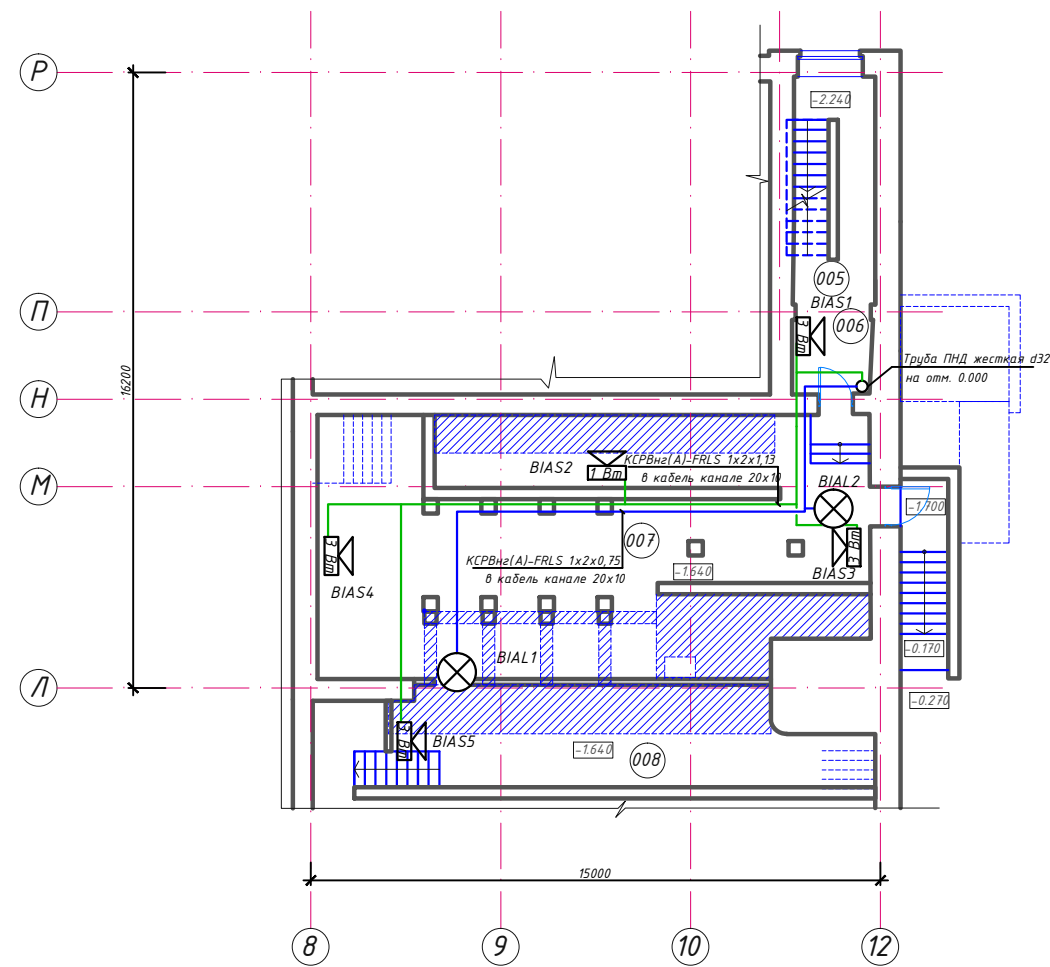 Р
-2.240
005
BIAS1
П
006
3 Вт
16200
Труба ПНД жесткая d32
на отм. 0.000
Н
КСРВнг(А)-FRLS 1х2х1,13
BIAS2
1 Вт
в кабель канале 20х10
М
BIAL2
-1.700
007
3 Вт
3 Вт
КСРВнг(А)-FRLS 1х2х0,75
-1.640
BIAS3
в кабель канале 20х10
BIAS4
-0.170
BIAL1
Л
-0.270
3 Вт
BIAS5
-1.640
008
15000
8
9
10
12